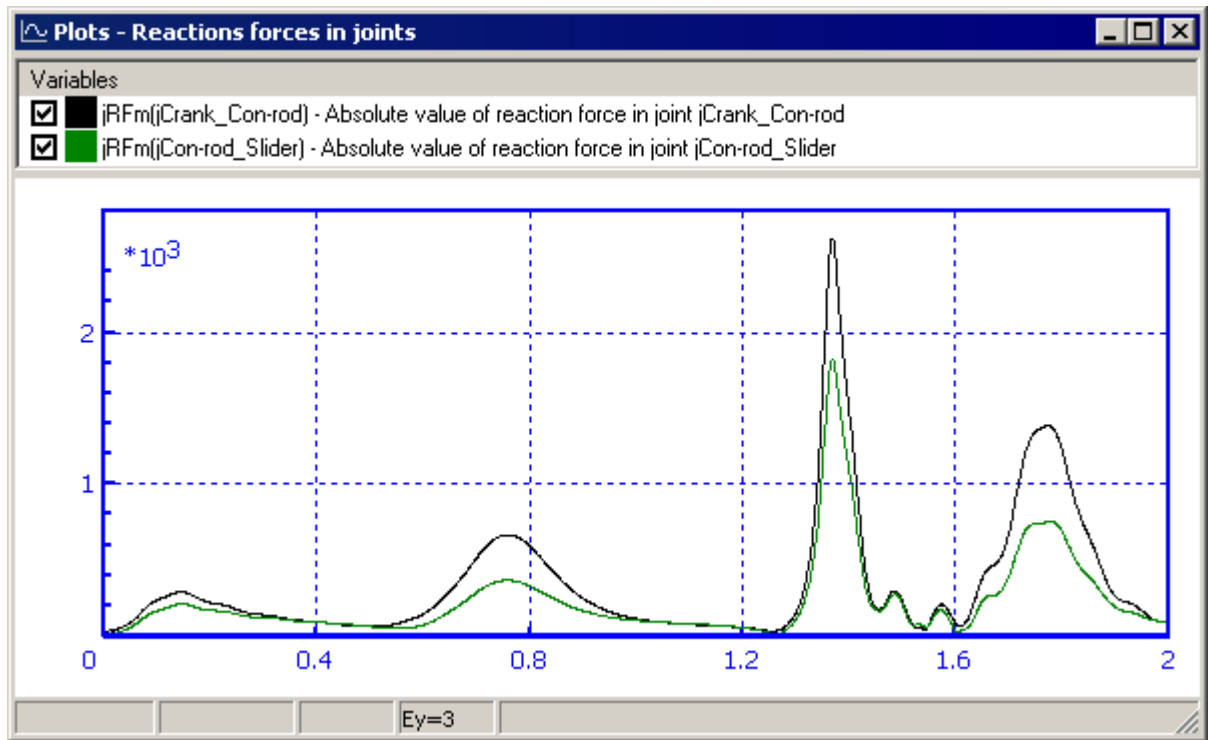 Plots - Reactions forces in joints
Variables
jRFm(jCrank_Con-rod) - Absolute value of reaction force in joint jCrank_Con-rod
jRFm(jCon-rod_Slider) - Absolute value of reaction force in joint jCon-rod_Slider
*10³
2
1
0 0.4 0.8 1.2 1.6 2
Ey=3